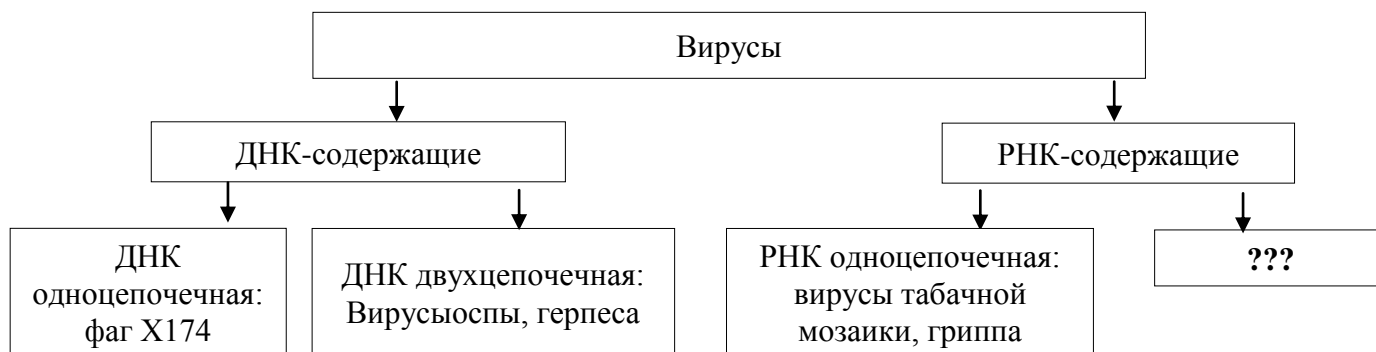 Вирусы
ДНК-содержащие
РНК-содержащие
ДНК
одноцепочечная:
фаг Х174
ДНК двухцепочечная:
Вирусыоспы, герпеса
РНК одноцепочечная:
вирусы табачной
мозаики, гриппа
???